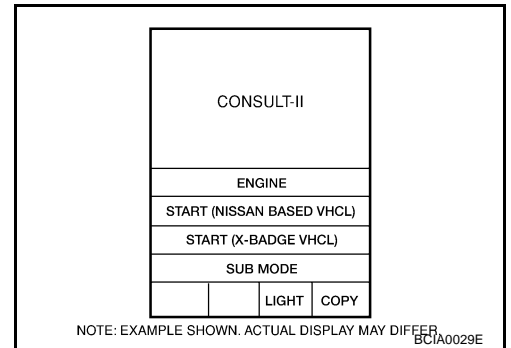 CONSULT-II
ENGINE
START (NISSAN BASED VHCL)
START (X-BADGE VHCL)
SUB MODE
LIGHT COPY
NOTE: EXAMPLE SHOWN. ACTUAL DISPLAY MAY DIFFER.
BCIA0029E